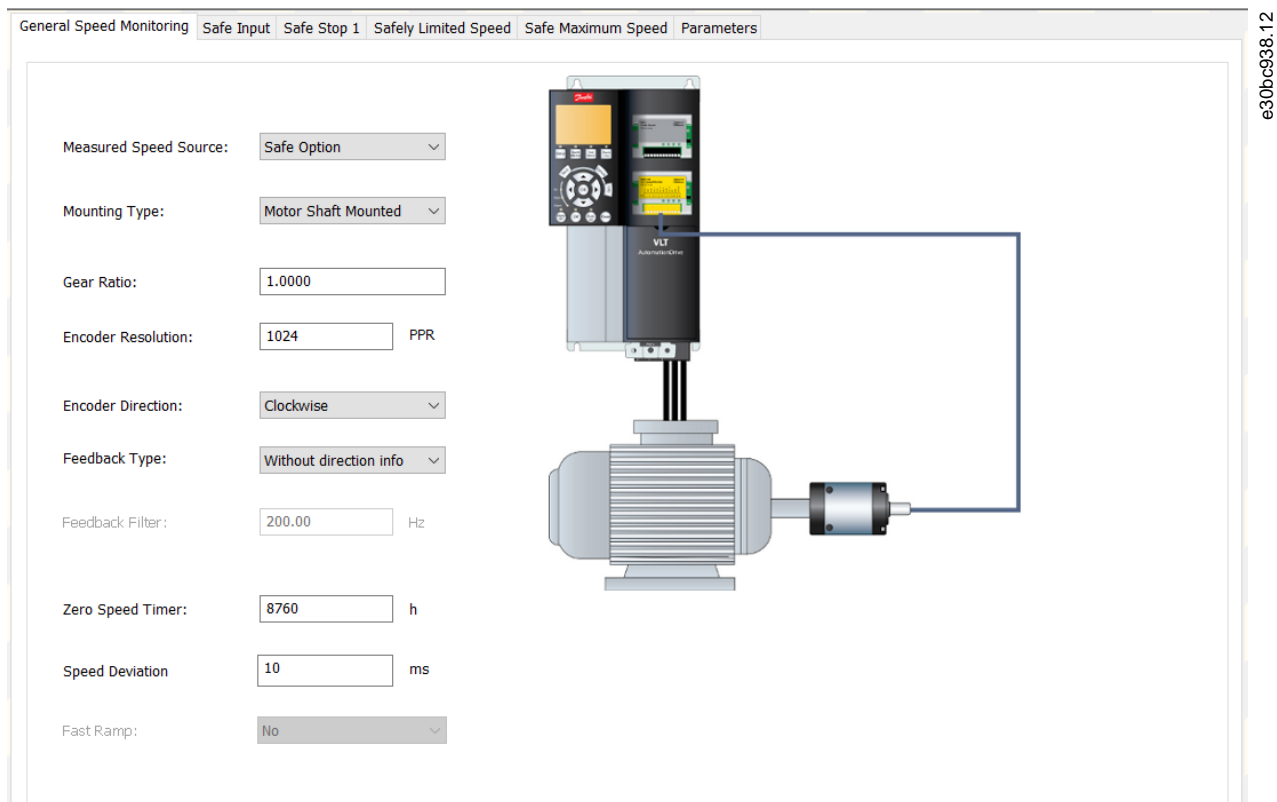 General Speed Monitoring Safe Input Safe Stop 1 Safely Limited Speed Safe Maximum Speed Parameters
e30bc938.12
Danfoss
Measured Speed Source: Safe Option
Mounting Type: Motor Shaft Mounted
VLT
AutomationDrive
Gear Ratio: 1.0000
Encoder Resolution: 1024 PPR
Encoder Direction: Clockwise
Feedback Type: Without direction info
Feedback Filter: 200.00 Hz
Zero Speed Timer: 8760 h
Speed Deviation 10 ms
Fast Ramp: No